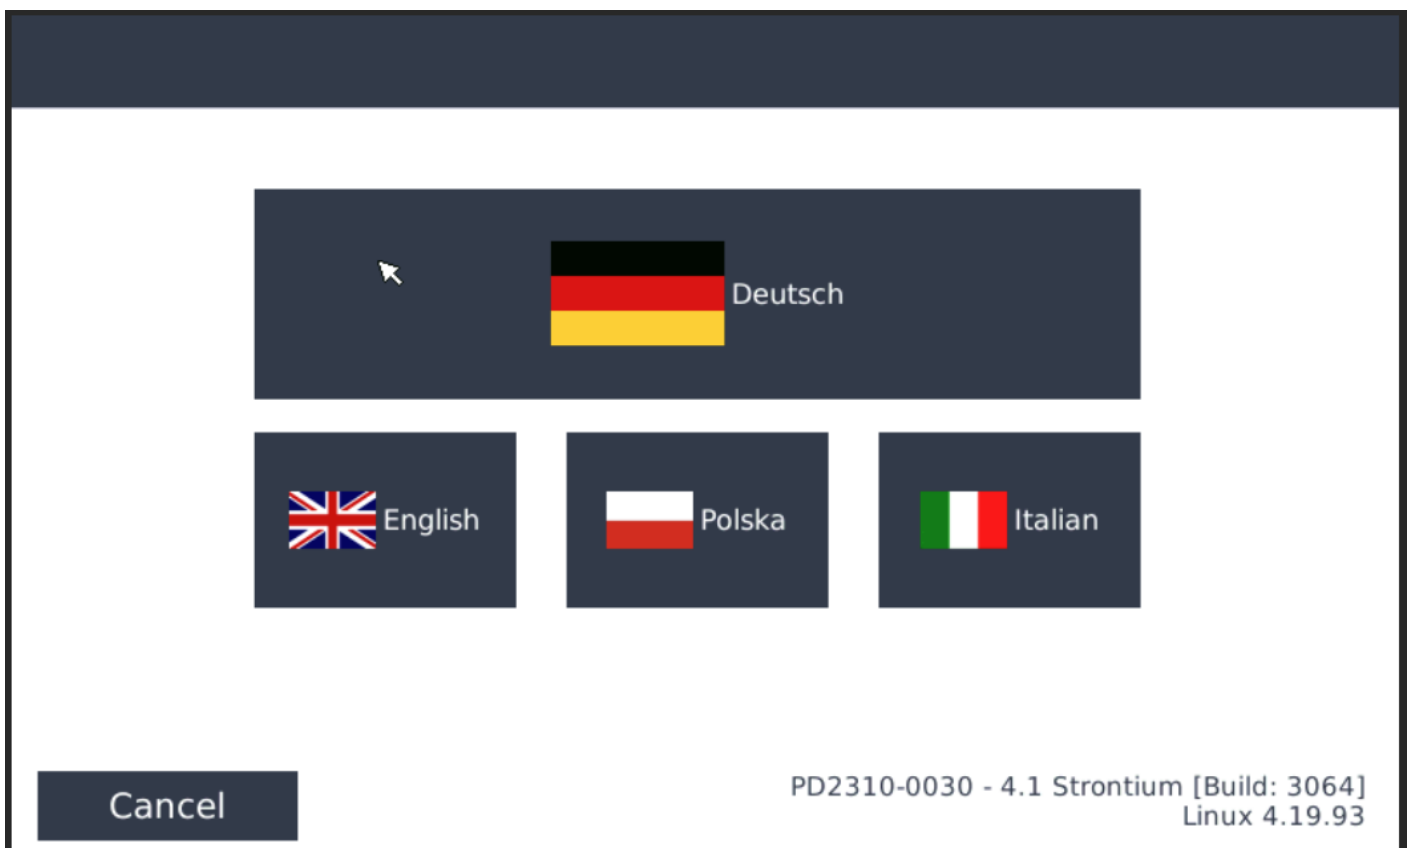 Deutsch
English
Polska
Italian
Cancel
PD2310-0030 - 4.1 Strontium [Build: 3064]
Linux 4.19.93